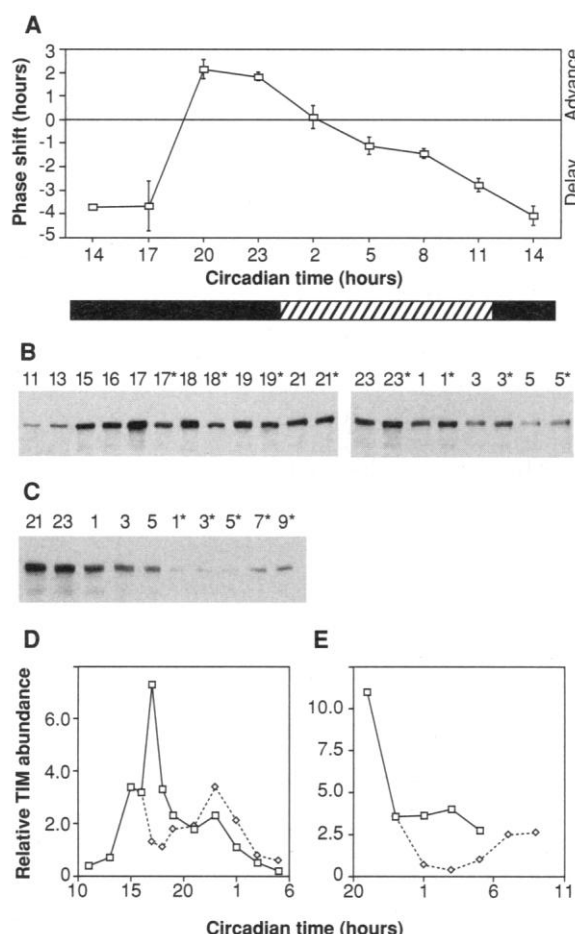 A
Phase shift (hours)
3
2
1
0
-1
-2
-3
-4
-5
Advance
Delay
14 17 20 23 2 5 8 11 14
Circadian time (hours)
B
11 13 15 16 17 17* 18 18* 19 19* 21 21* 23 23* 1 1* 3 3* 5 5*
C
21 23 1 3 5 1* 3* 5* 7* 9*
D
E
Relative TIM abundance
6.0
4.0
2.0
0
10 15 20 1 6
10.0
7.5
5.0
2.5
0
20 1 6 11
Circadian time (hours)